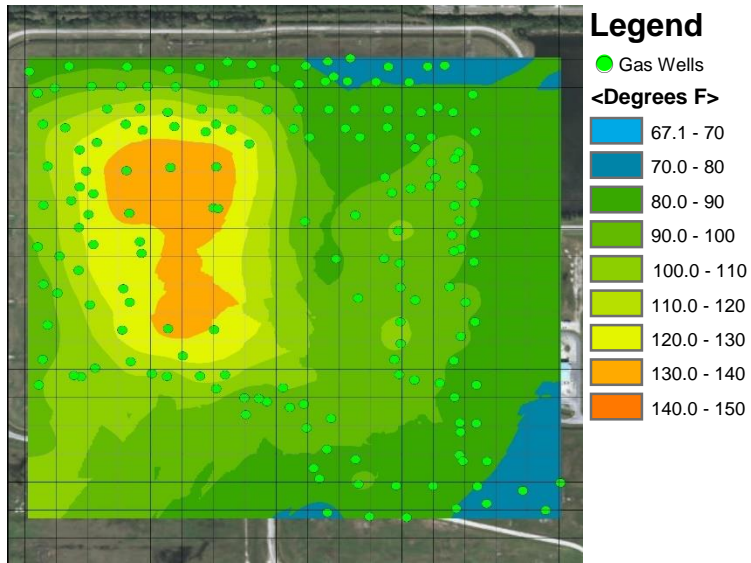 Legend
Gas Wells
<Degrees F>
67.1 - 70
70.0 - 80
80.0 - 90
90.0 - 100
100.0 - 110
110.0 - 120
120.0 - 130
130.0 - 140
140.0 - 150